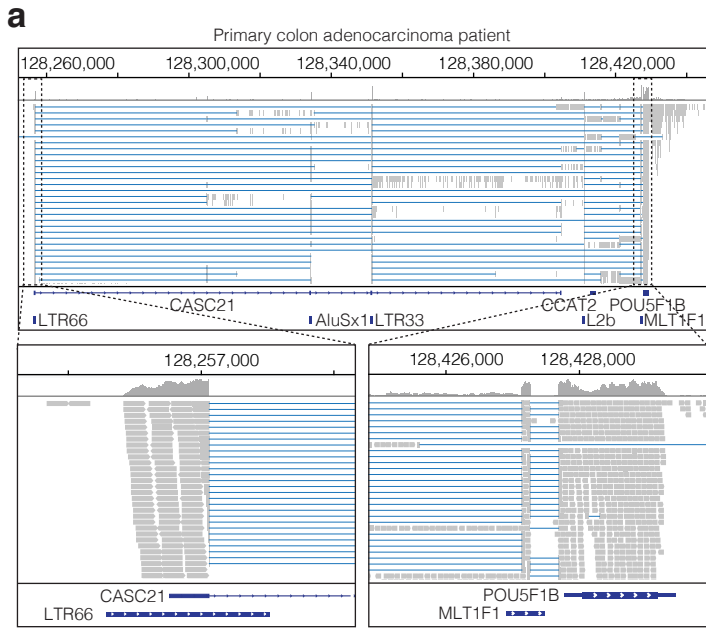 a
Primary colon adenocarcinoma patient
128,260,000 128,300,000 128,340,000 128,380,000 128,420,000
CASC21 CCAT2 POU5F1B
LTR66 AluSx1 LTR33 L2b MLT1F1
128,257,000
128,426,000 128,428,000
CASC21
LTR66
POU5F1B
MLT1F1